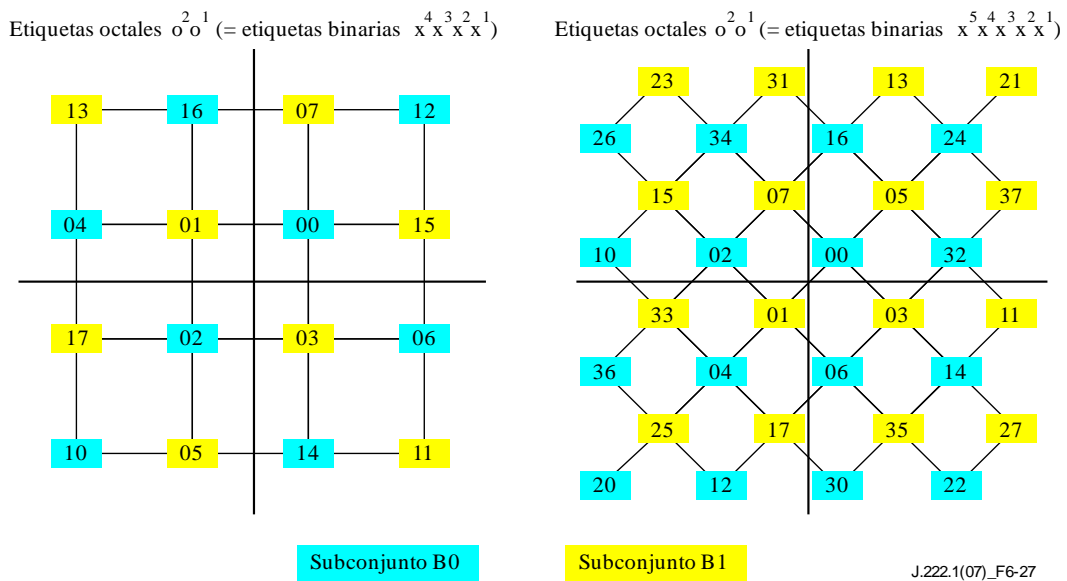 Etiquetas octales o²o¹ (= etiquetas binarias x⁴x³x²x¹)
13 16 07 12
04 01 00 15
17 02 03 06
10 05 14 11
Etiquetas octales o²o¹ (= etiquetas binarias x⁵x⁴x³x²x¹)
23 31 13 21
26 34 16 24
15 07 05 37
10 02 00 32
33 01 03 11
36 04 06 14
25 17 35 27
20 12 30 22
Subconjunto B0
Subconjunto B1
J.222.1(07)_F6-27